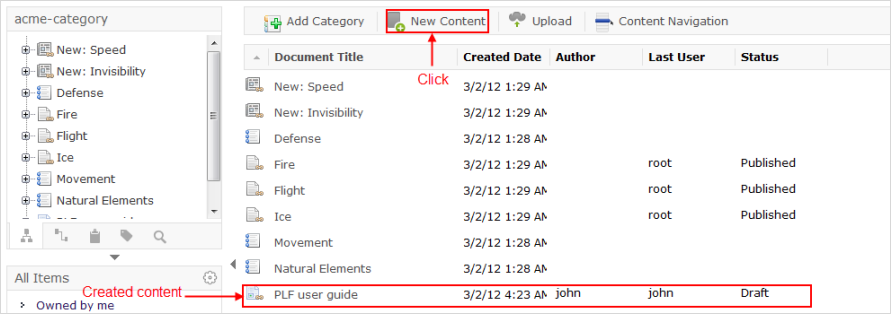 acme-category
New: Speed
New: Invisibility
Defense
Fire
Flight
Ice
Movement
Natural Elements
All Items
Owned by me
Add Category
New Content
Upload
Content Navigation
Click
Document Title Created Date Author Last User Status
New: Speed 3/2/12 1:29 AM
New: Invisibility 3/2/12 1:29 AM
Defense 3/2/12 1:28 AM
Fire 3/2/12 1:29 AM root Published
Flight 3/2/12 1:29 AM root Published
Ice 3/2/12 1:29 AM root Published
Movement 3/2/12 1:28 AM
Natural Elements 3/2/12 1:28 AM
Created content
PLF user guide 3/2/12 4:23 AM john john Draft